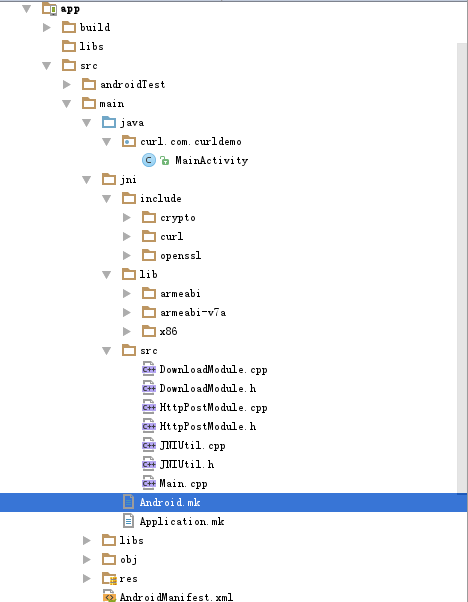 app
build
libs
src
androidTest
main
java
curl.com.curldemo
MainActivity
jni
include
crypto
curl
openssl
lib
armeabi
armeabi-v7a
x86
src
DownloadModule.cpp
DownloadModule.h
HttpPostModule.cpp
HttpPostModule.h
JNIUtil.cpp
JNIUtil.h
Main.cpp
Android.mk
Application.mk
libs
obj
res
AndroidManifest.xml